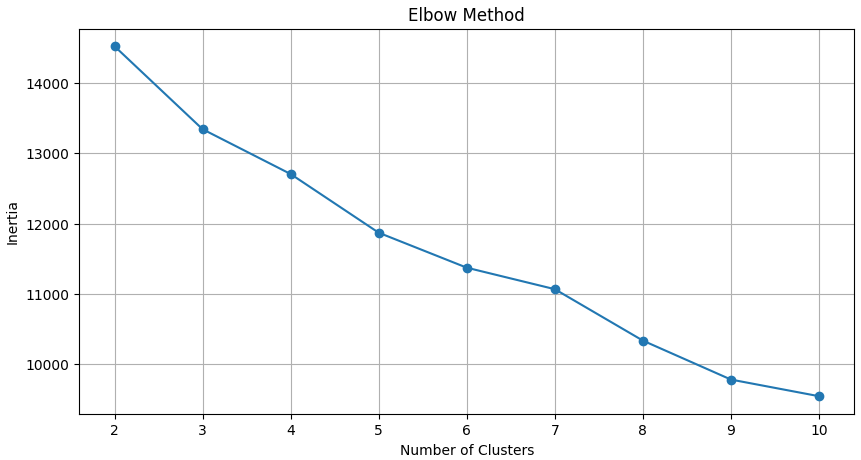 Elbow Method
14000
13000
12000
11000
10000
Inertia
2 3 4 5 6 7 8 9 10
Number of Clusters